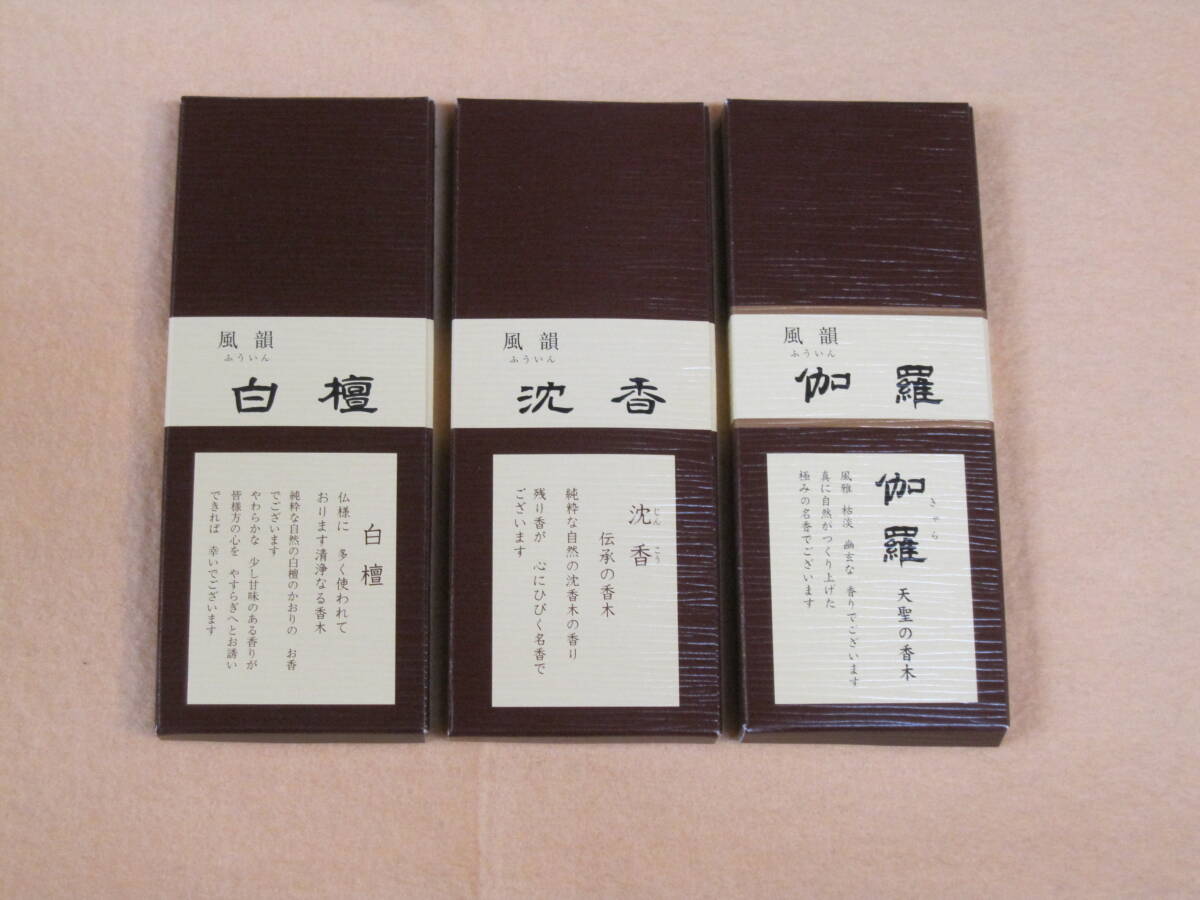 風韻
ふういん
白檀
白檀
仏様に 多く使われて
おります清浄なる香木
純粋な自然の白檀のかおりの お香
でございます
やわらかな 少し甘味のある香りが
皆様方の心を やすらぎへとお誘い
できれば 幸いでございます
風韻
ふういん
沈香
沈香
じんこう
伝承の香木
純粋な自然の沈香木の香り
残り香が 心にひびく名香で
ございます
風韻
ふういん
伽羅
伽羅 天聖の香木
きゃら
風雅 枯淡 幽玄な 香りでございます
真に自然がつくり上げた
極みの名香でございます